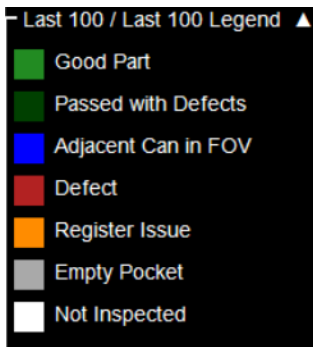 Last 100 / Last 100 Legend ▲
Good Part
Passed with Defects
Adjacent Can in FOV
Defect
Register Issue
Empty Pocket
Not Inspected